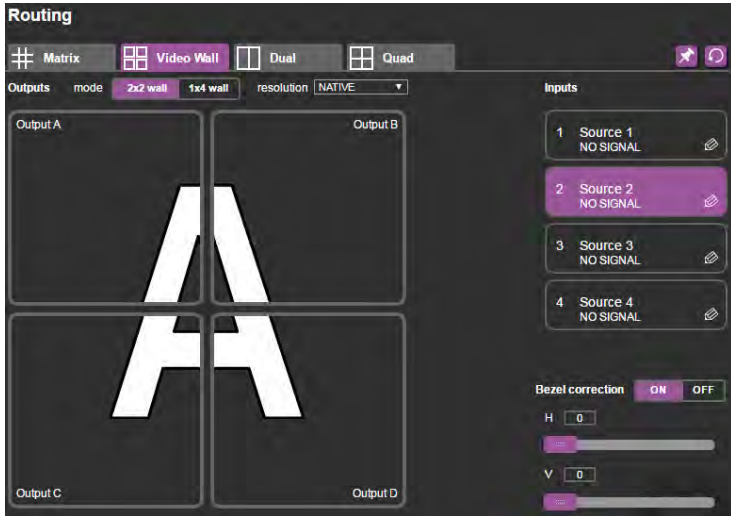 Routing
Matrix
Video Wall
Dual
Quad
Outputs mode 2x2 wall 1x4 wall resolution NATIVE
Inputs
Output A
Output B
A
Output C
Output D
1 Source 1
NO SIGNAL
2 Source 2
NO SIGNAL
3 Source 3
NO SIGNAL
4 Source 4
NO SIGNAL
Bezel correction ON OFF
H 0
V 0